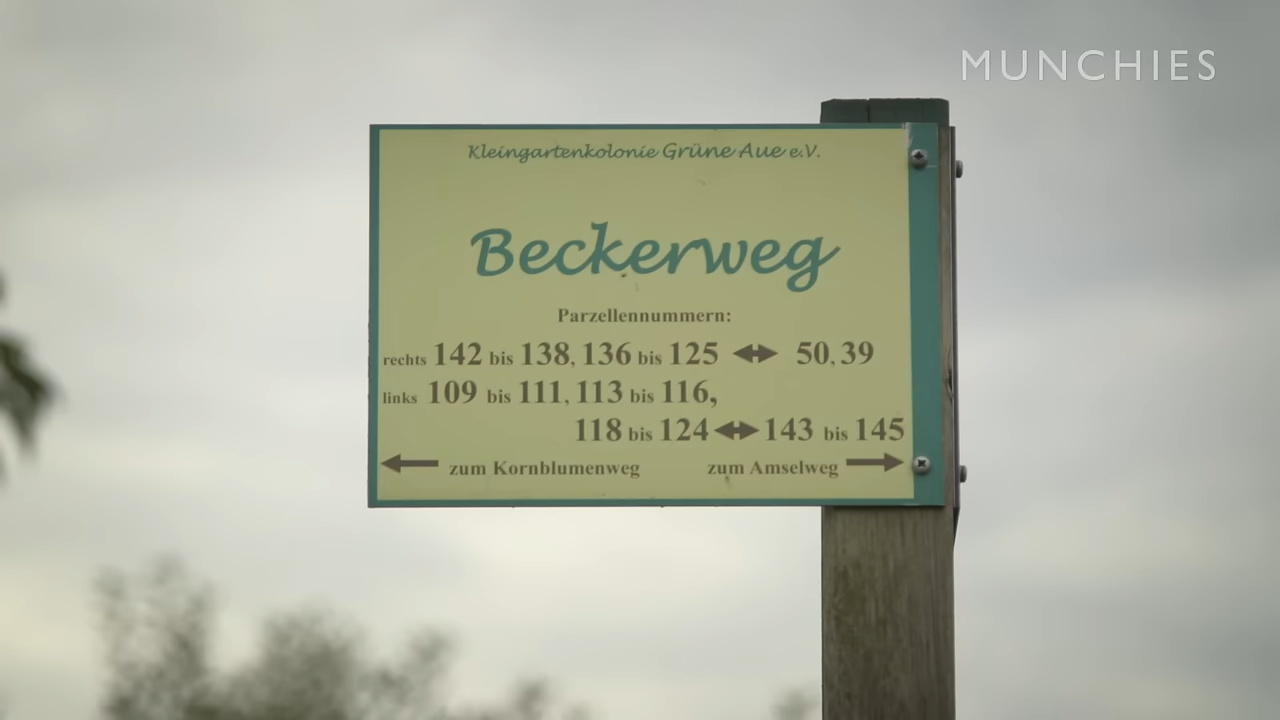 MUNCHIES
Kleingartenkolonie Grüne Aue e.V.
Beckerweg
Parzellennummern:
rechts 142 bis 138, 136 bis 125 ◄► 50, 39
links 109 bis 111, 113 bis 116,
118 bis 124 ◄► 143 bis 145
← zum Kornblumenweg zum Amselweg →